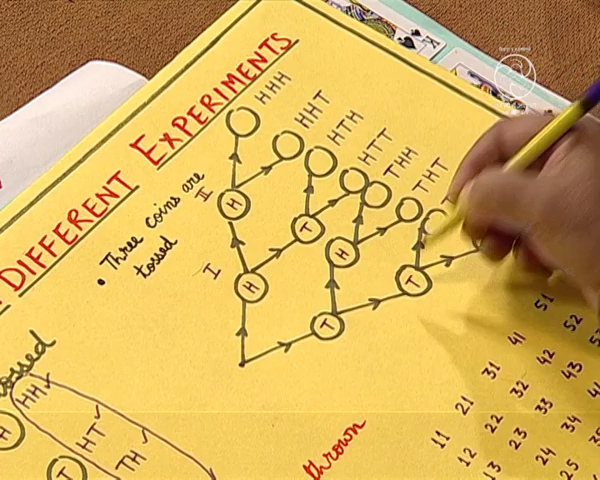 DIFFERENT EXPERIMENTS
• Three coins are
tossed
I
II
H
T
H
T
H
T
HHH
HHT
HTH
HTT
THH
THT
HH
HT
TH
H
T
thrown
11 21 31 41 51
12 22 32 42 52
13 23 33 43
24 34
25
K